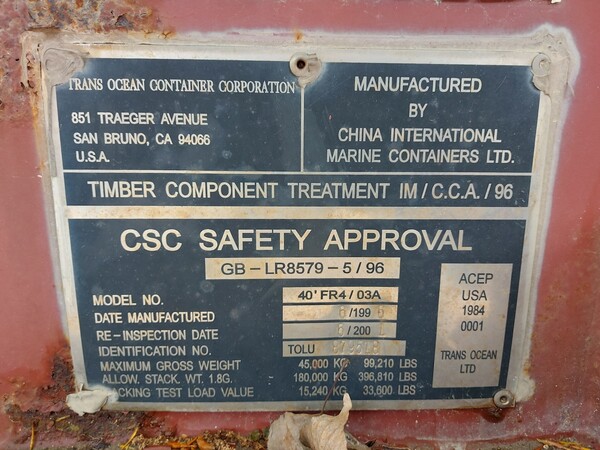 TRANS OCEAN CONTAINER CORPORATION
851 TRAEGER AVENUE
SAN BRUNO, CA 94066
U.S.A.
MANUFACTURED
BY
CHINA INTERNATIONAL
MARINE CONTAINERS LTD.
TIMBER COMPONENT TREATMENT IM / C.C.A. / 96
CSC SAFETY APPROVAL
GB – LR8579 – 5 / 96
MODEL NO. 40' FR4 / 03A
DATE MANUFACTURED
RE – INSPECTION DATE
IDENTIFICATION NO. TOLU
MAXIMUM GROSS WEIGHT 45,000 KG 99,210 LBS
ALLOW. STACK. WT. 1.8G. 180,000 KG 396,810 LBS
TEST LOAD VALUE 15,240 KG 33,600 LBS
ACEP
USA
1984
0001
TRANS OCEAN
LTD